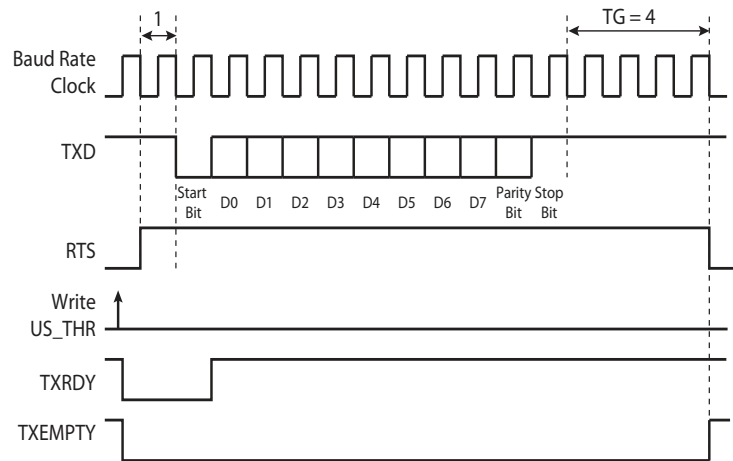 1
TG = 4
Baud Rate
Clock
TXD
Start
Bit
D0
D1
D2
D3
D4
D5
D6
D7
Parity
Bit
Stop
Bit
RTS
Write
US_THR
TXRDY
TXEMPTY